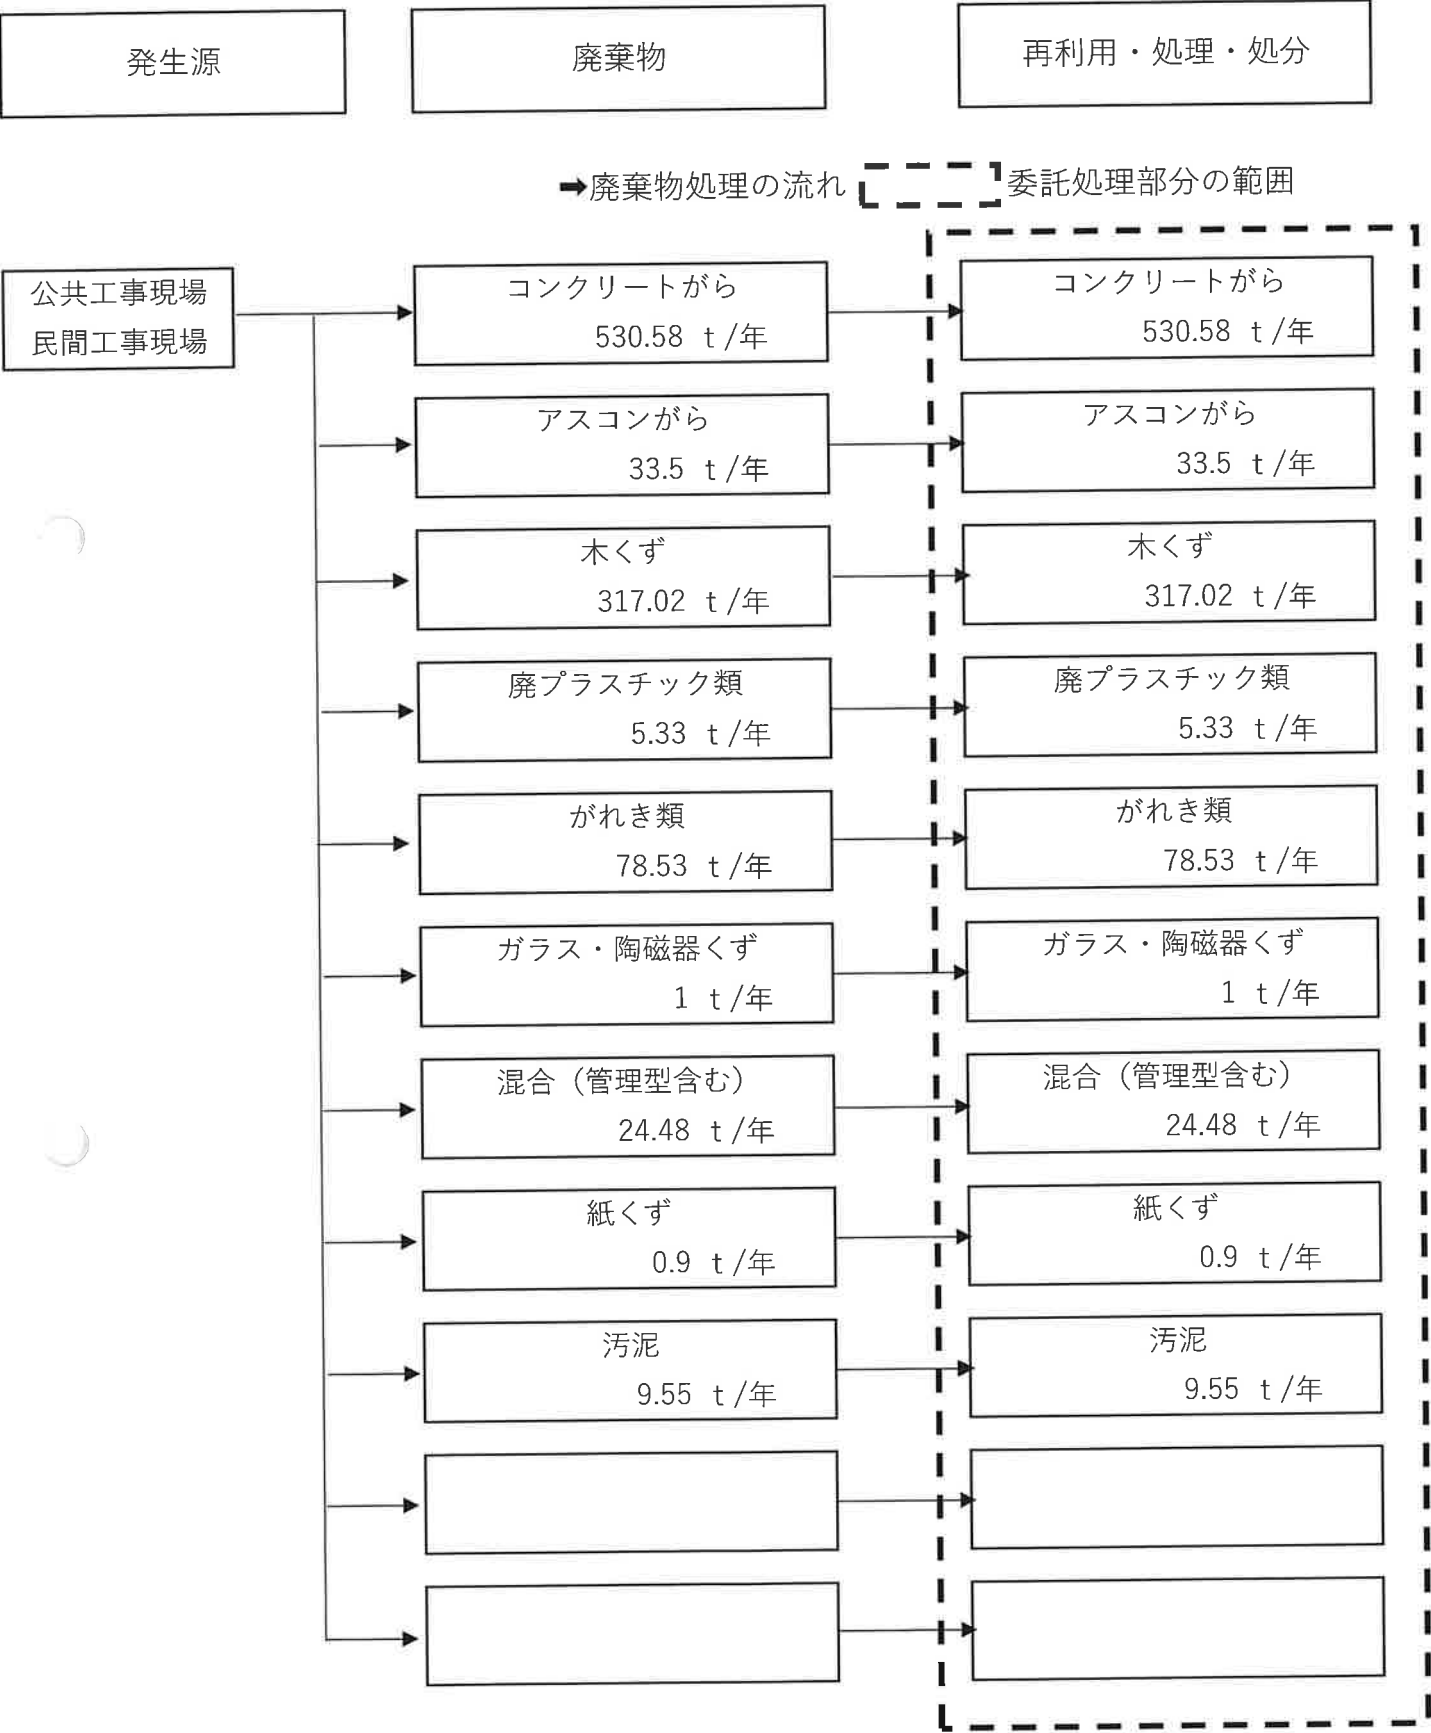 発生源
廃棄物
再利用・処理・処分
➡廃棄物処理の流れ
委託処理部分の範囲
公共工事現場
民間工事現場
コンクリートがら
530.58 t/年
コンクリートがら
530.58 t/年
アスコンがら
33.5 t/年
アスコンがら
33.5 t/年
木くず
317.02 t/年
木くず
317.02 t/年
廃プラスチック類
5.33 t/年
廃プラスチック類
5.33 t/年
がれき類
78.53 t/年
がれき類
78.53 t/年
ガラス・陶磁器くず
1 t/年
ガラス・陶磁器くず
1 t/年
混合（管理型含む）
24.48 t/年
混合（管理型含む）
24.48 t/年
紙くず
0.9 t/年
紙くず
0.9 t/年
汚泥
9.55 t/年
汚泥
9.55 t/年